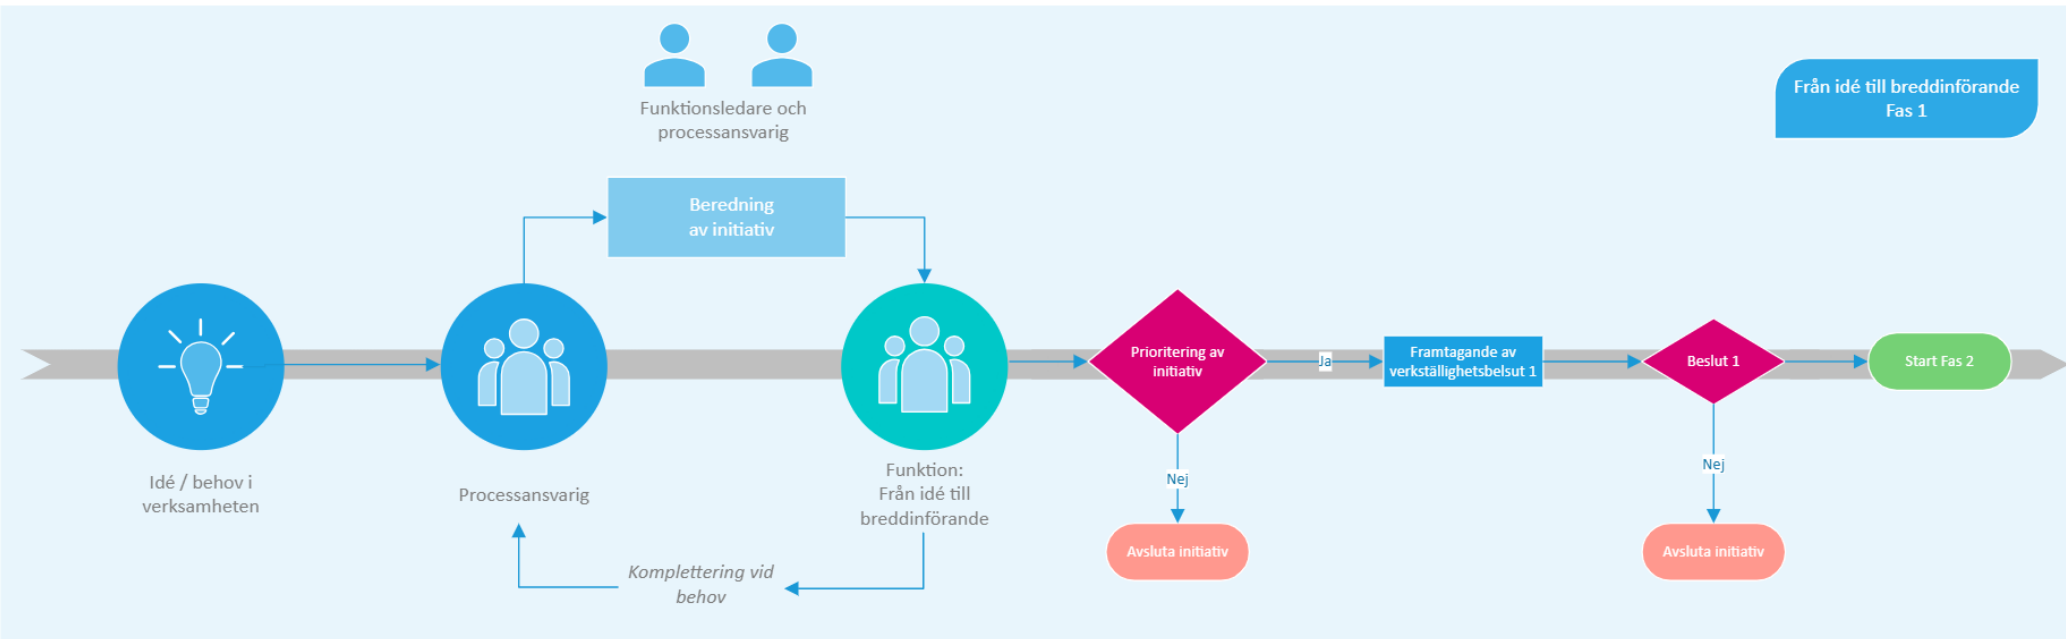 Funktionsledare och
processansvarig
Från idé till breddinförande
Fas 1
Beredning
av initiativ
Idé / behov i
verksamheten
Processansvarig
Funktion:
Från idé till
breddinförande
Komplettering vid
behov
Prioritering av
initiativ
Ja
Nej
Avsluta initiativ
Framtagande av
verkställighetsbelsut 1
Beslut 1
Nej
Avsluta initiativ
Start Fas 2